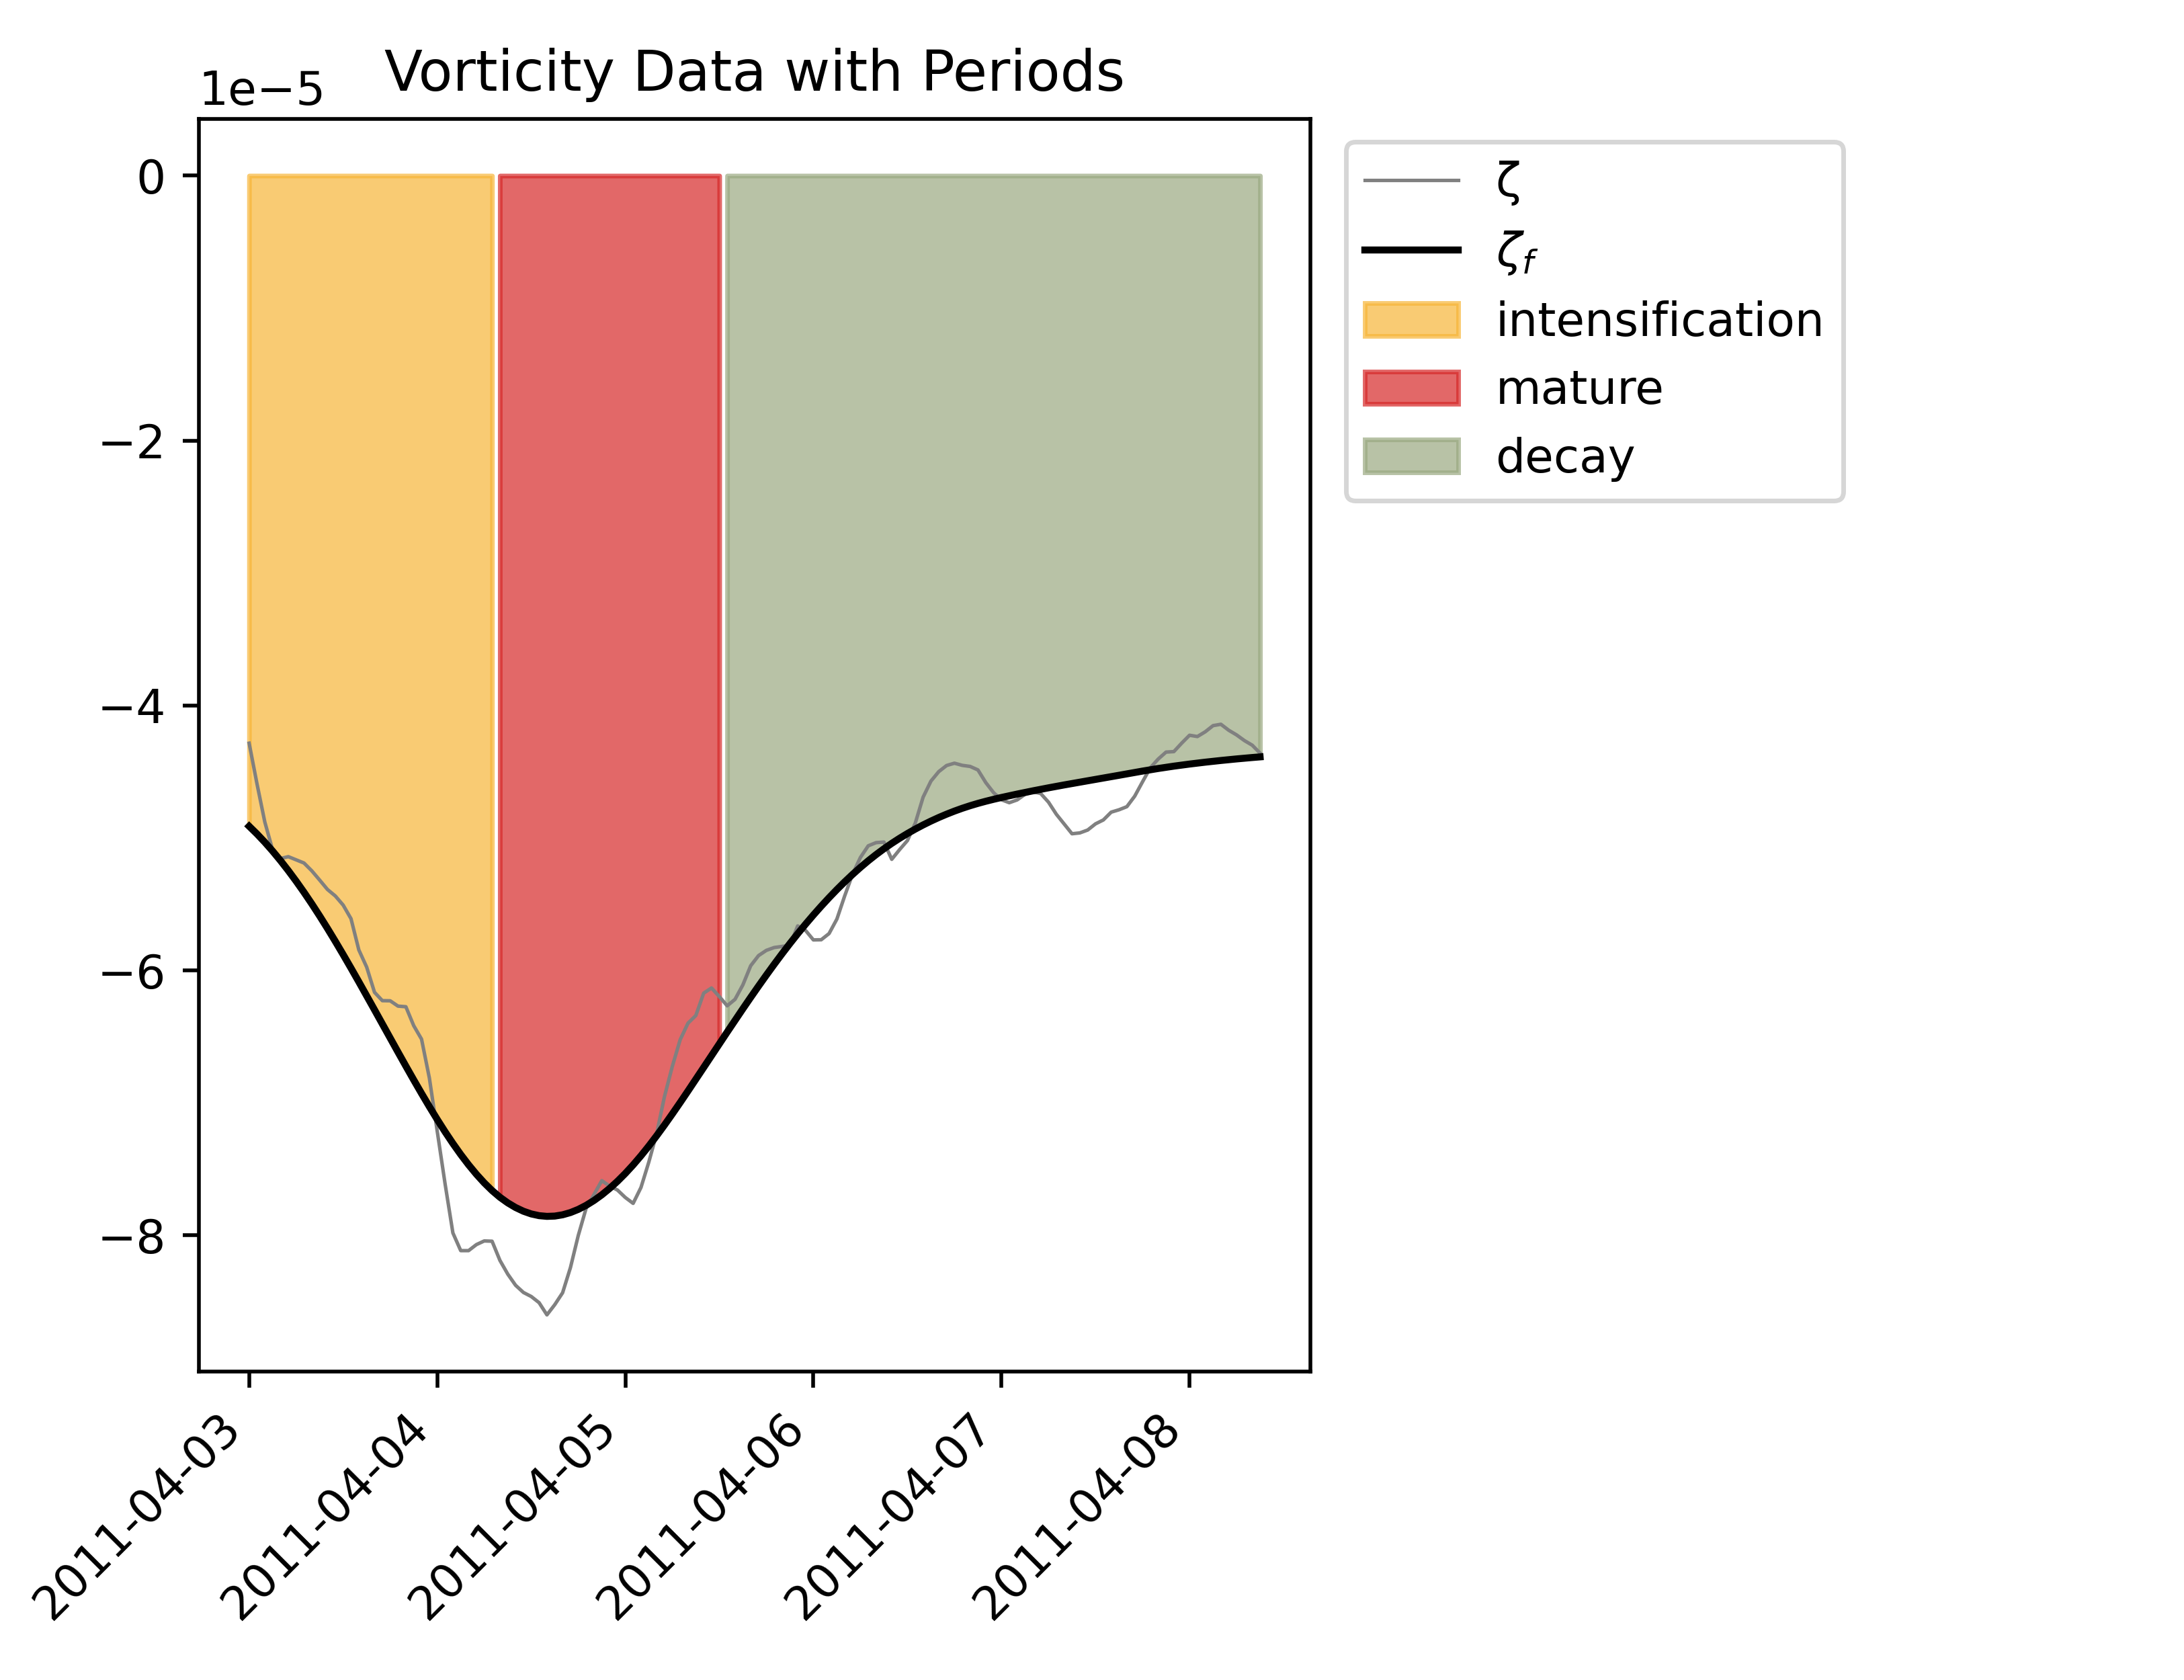 Vorticity Data with Periods
1e−5
0
−2
−4
−6
−8
2011-04-03
2011-04-04
2011-04-05
2011-04-06
2011-04-07
2011-04-08
ζ
ζf
intensification
mature
decay